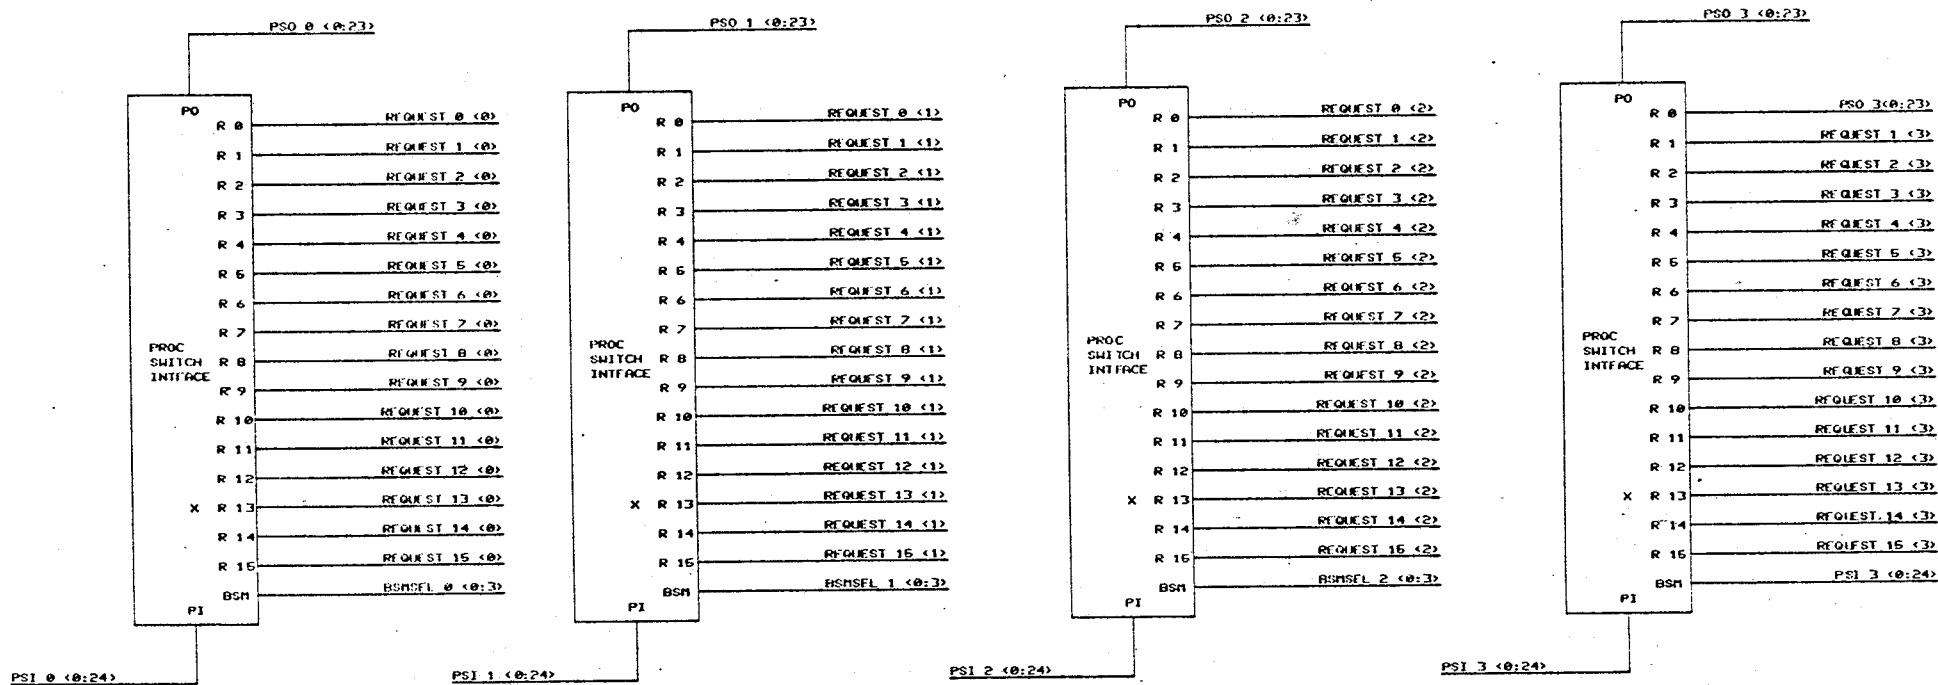 PSO 0 <0:23>
PO
R 0 REQUEST 0 <0>
R 1 REQUEST 1 <0>
R 2 REQUEST 2 <0>
R 3 REQUEST 3 <0>
R 4 REQUEST 4 <0>
R 5 REQUEST 5 <0>
R 6 REQUEST 6 <0>
R 7 REQUEST 7 <0>
PROC
SWITCH
INTFACE
R 8 REQUEST 8 <0>
R 9 REQUEST 9 <0>
R 10 REQUEST 10 <0>
R 11 REQUEST 11 <0>
R 12 REQUEST 12 <0>
X R 13 REQUEST 13 <0>
R 14 REQUEST 14 <0>
R 15 REQUEST 15 <0>
BSM BSMSEL 0 <0:3>
PI
PSI 0 <0:24>
PSO 1 <0:23>
PO
R 0 REQUEST 0 <1>
R 1 REQUEST 1 <1>
R 2 REQUEST 2 <1>
R 3 REQUEST 3 <1>
R 4 REQUEST 4 <1>
R 5 REQUEST 5 <1>
R 6 REQUEST 6 <1>
R 7 REQUEST 7 <1>
PROC
SWITCH
INTFACE
R 8 REQUEST 8 <1>
R 9 REQUEST 9 <1>
R 10 REQUEST 10 <1>
R 11 REQUEST 11 <1>
R 12 REQUEST 12 <1>
X R 13 REQUEST 13 <1>
R 14 REQUEST 14 <1>
R 15 REQUEST 15 <1>
BSM BSMSEL 1 <0:3>
PI
PSI 1 <0:24>
PSO 2 <0:23>
PO
R 0 REQUEST 0 <2>
R 1 REQUEST 1 <2>
R 2 REQUEST 2 <2>
R 3 REQUEST 3 <2>
R 4 REQUEST 4 <2>
R 5 REQUEST 5 <2>
R 6 REQUEST 6 <2>
R 7 REQUEST 7 <2>
PROC
SWITCH
INTFACE
R 8 REQUEST 8 <2>
R 9 REQUEST 9 <2>
R 10 REQUEST 10 <2>
R 11 REQUEST 11 <2>
R 12 REQUEST 12 <2>
X R 13 REQUEST 13 <2>
R 14 REQUEST 14 <2>
R 15 REQUEST 15 <2>
BSM BSMSEL 2 <0:3>
PI
PSI 2 <0:24>
PSO 3 <0:23>
PO
R 0 PSO 3<0:23>
R 1 REQUEST 1 <3>
R 2 REQUEST 2 <3>
R 3 REQUEST 3 <3>
R 4 REQUEST 4 <3>
R 5 REQUEST 5 <3>
R 6 REQUEST 6 <3>
R 7 REQUEST 7 <3>
PROC
SWITCH
INTFACE
R 8 REQUEST 8 <3>
R 9 REQUEST 9 <3>
R 10 REQUEST 10 <3>
R 11 REQUEST 11 <3>
R 12 REQUEST 12 <3>
X R 13 REQUEST 13 <3>
R 14 REQUEST 14 <3>
R 15 REQUEST 15 <3>
BSM PSI 3 <0:24>
PI
PSI 3 <0:24>